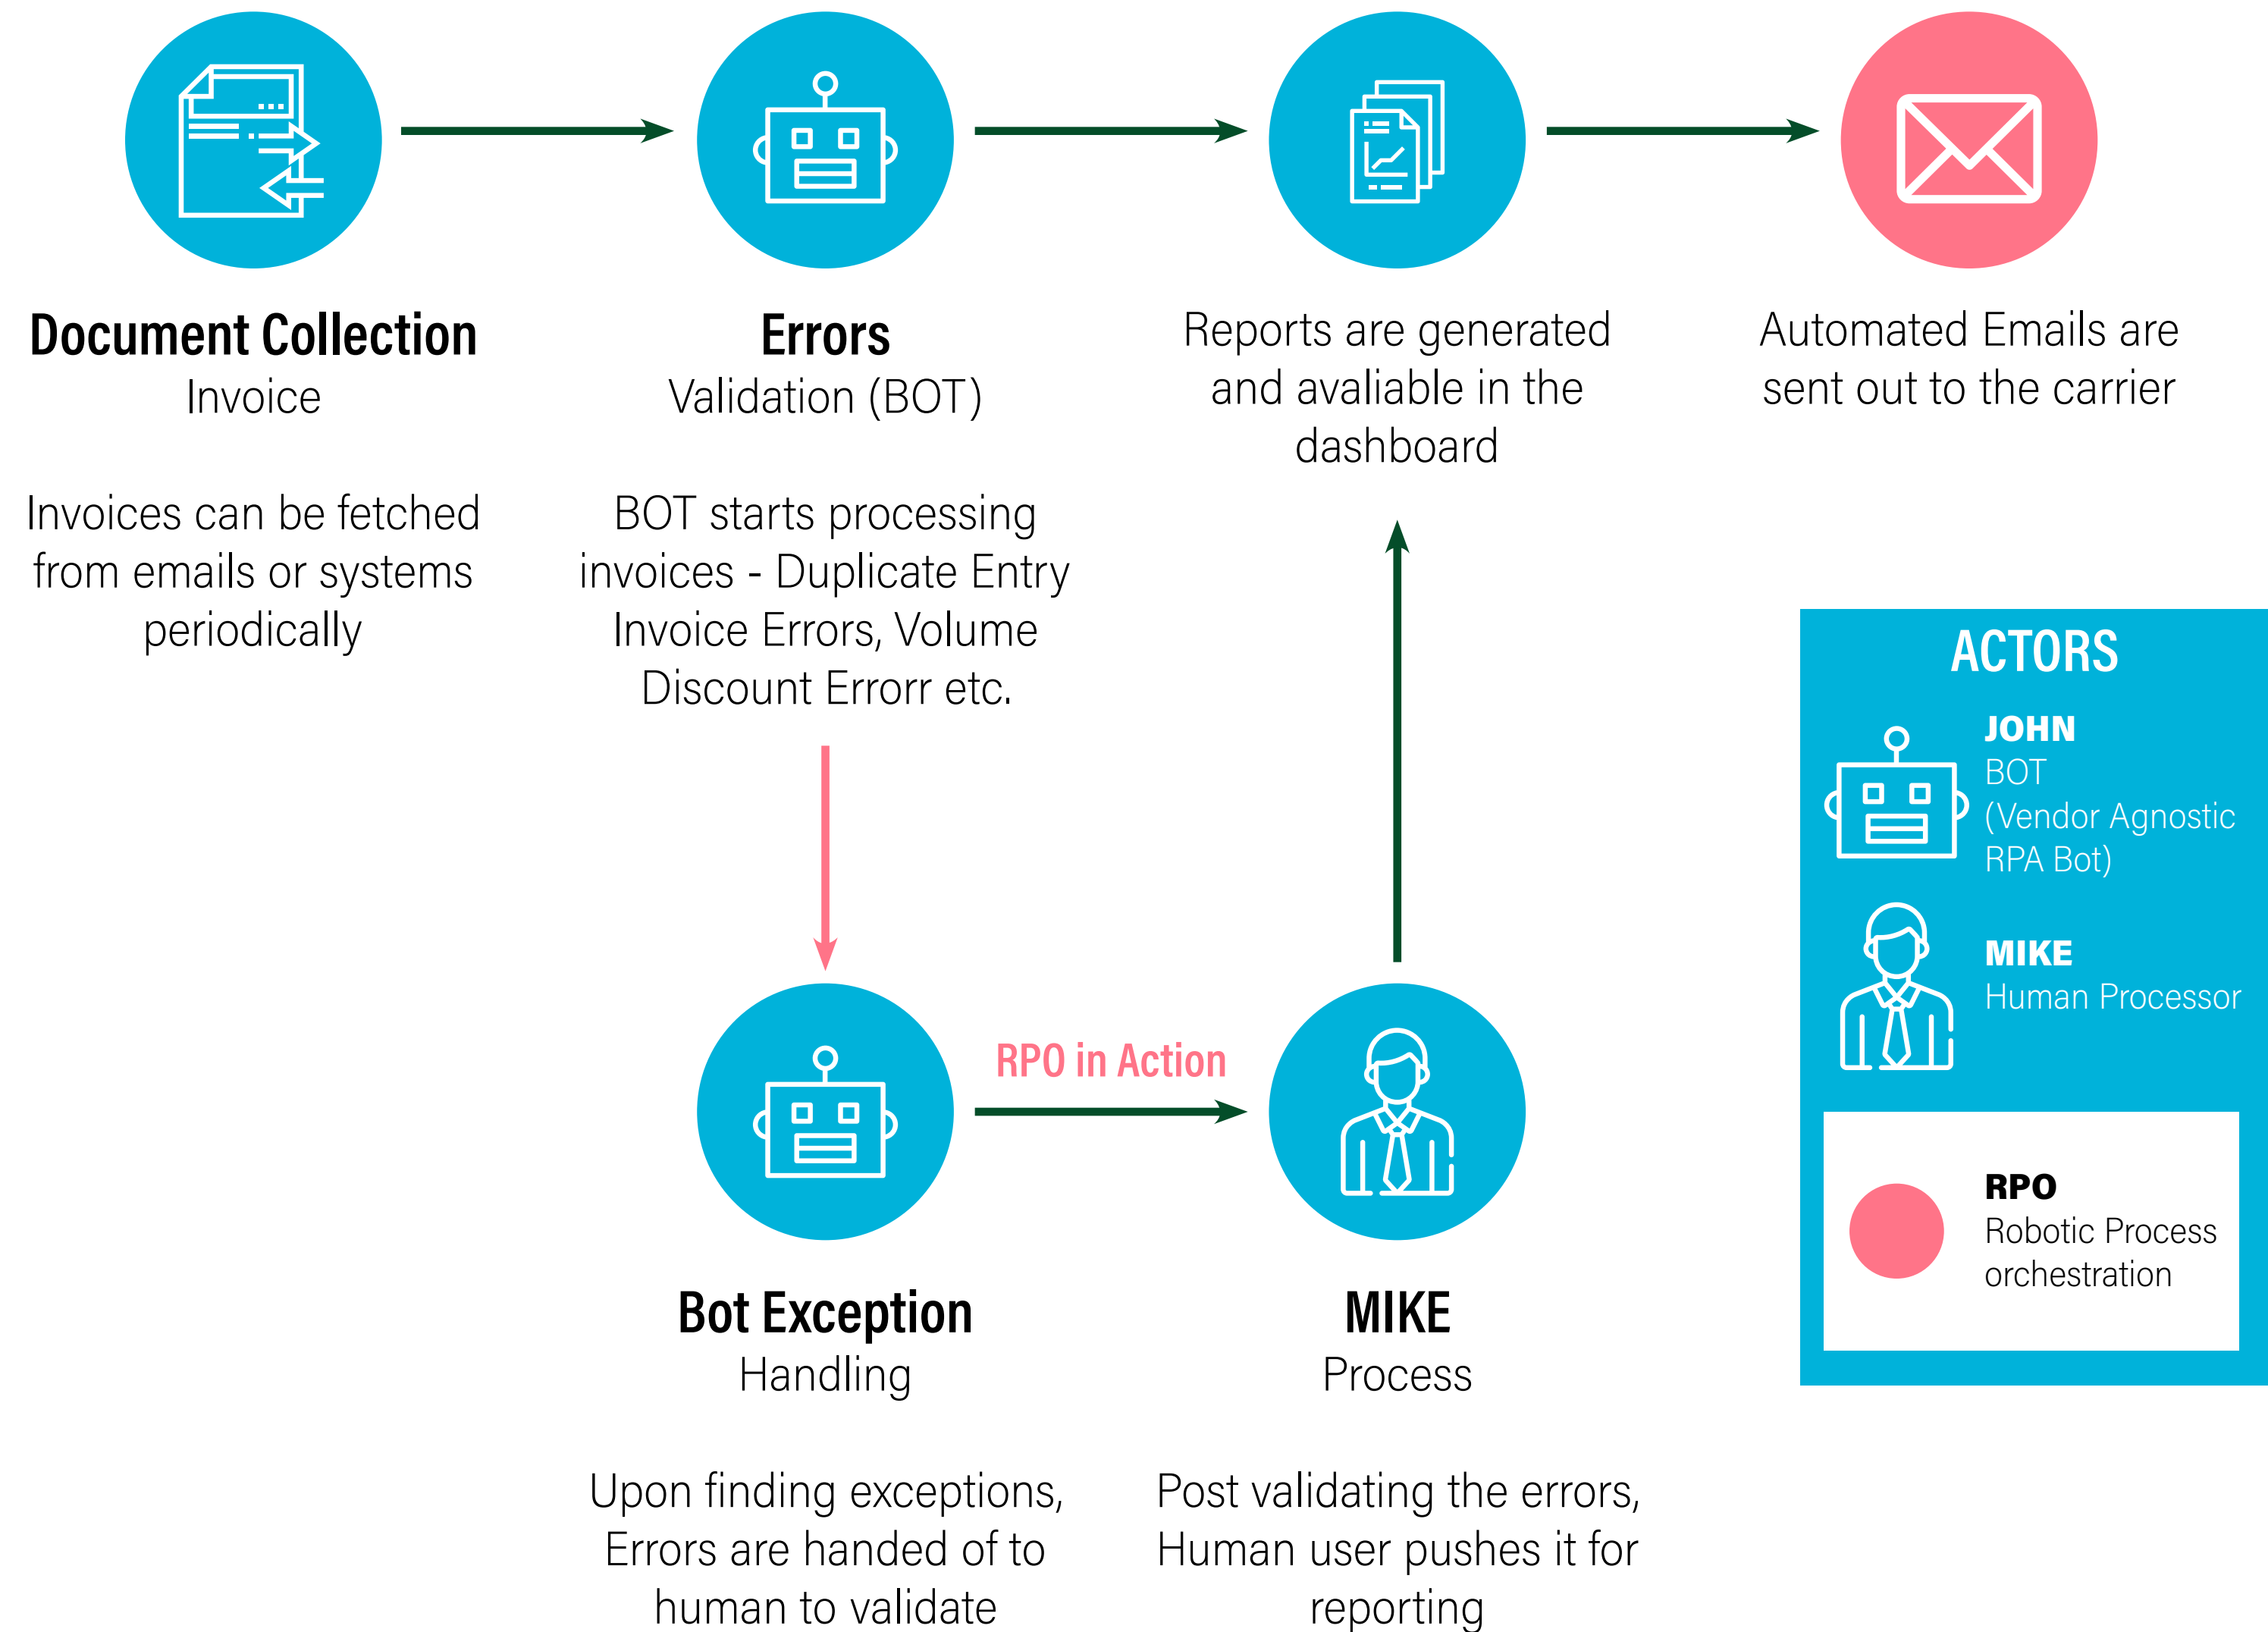 Document Collection
Invoice
Invoices can be fetched
from emails or systems
periodically
Errors
Validation (BOT)
BOT starts processing
invoices - Duplicate Entry
Invoice Errors, Volume
Discount Errorr etc.
Reports are generated
and avaliable in the
dashboard
Automated Emails are
sent out to the carrier
Bot Exception
Handling
Upon finding exceptions,
Errors are handed of to
human to validate
RPO in Action
MIKE
Process
Post validating the errors,
Human user pushes it for
reporting
ACTORS
JOHN
BOT
(Vendor Agnostic
RPA Bot)
MIKE
Human Processor
RPO
Robotic Process
orchestration